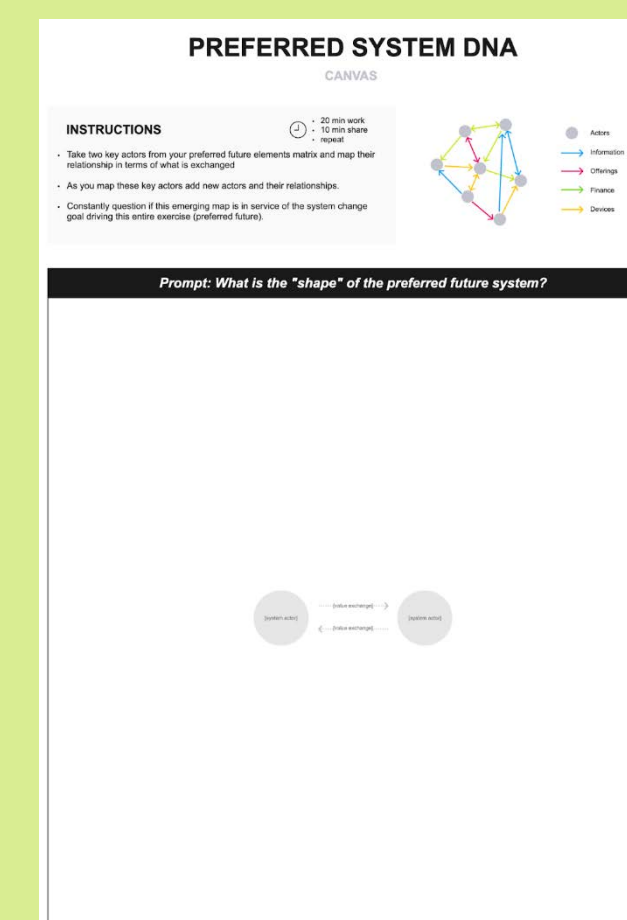 PREFERRED SYSTEM DNA
CANVAS
INSTRUCTIONS
• 20 min work
• 10 min share
• repeat
• Take two key actors from your preferred future elements matrix and map their
relationship in terms of what is exchanged
• As you map these key actors add new actors and their relationships.
• Constantly question if this emerging map is in service of the system change
goal driving this entire exercise (preferred future).
Actors
Information
Offerings
Finance
Devices
Prompt: What is the "shape" of the preferred future system?
[system actor]
[value exchange]
[value exchange]
[system actor]